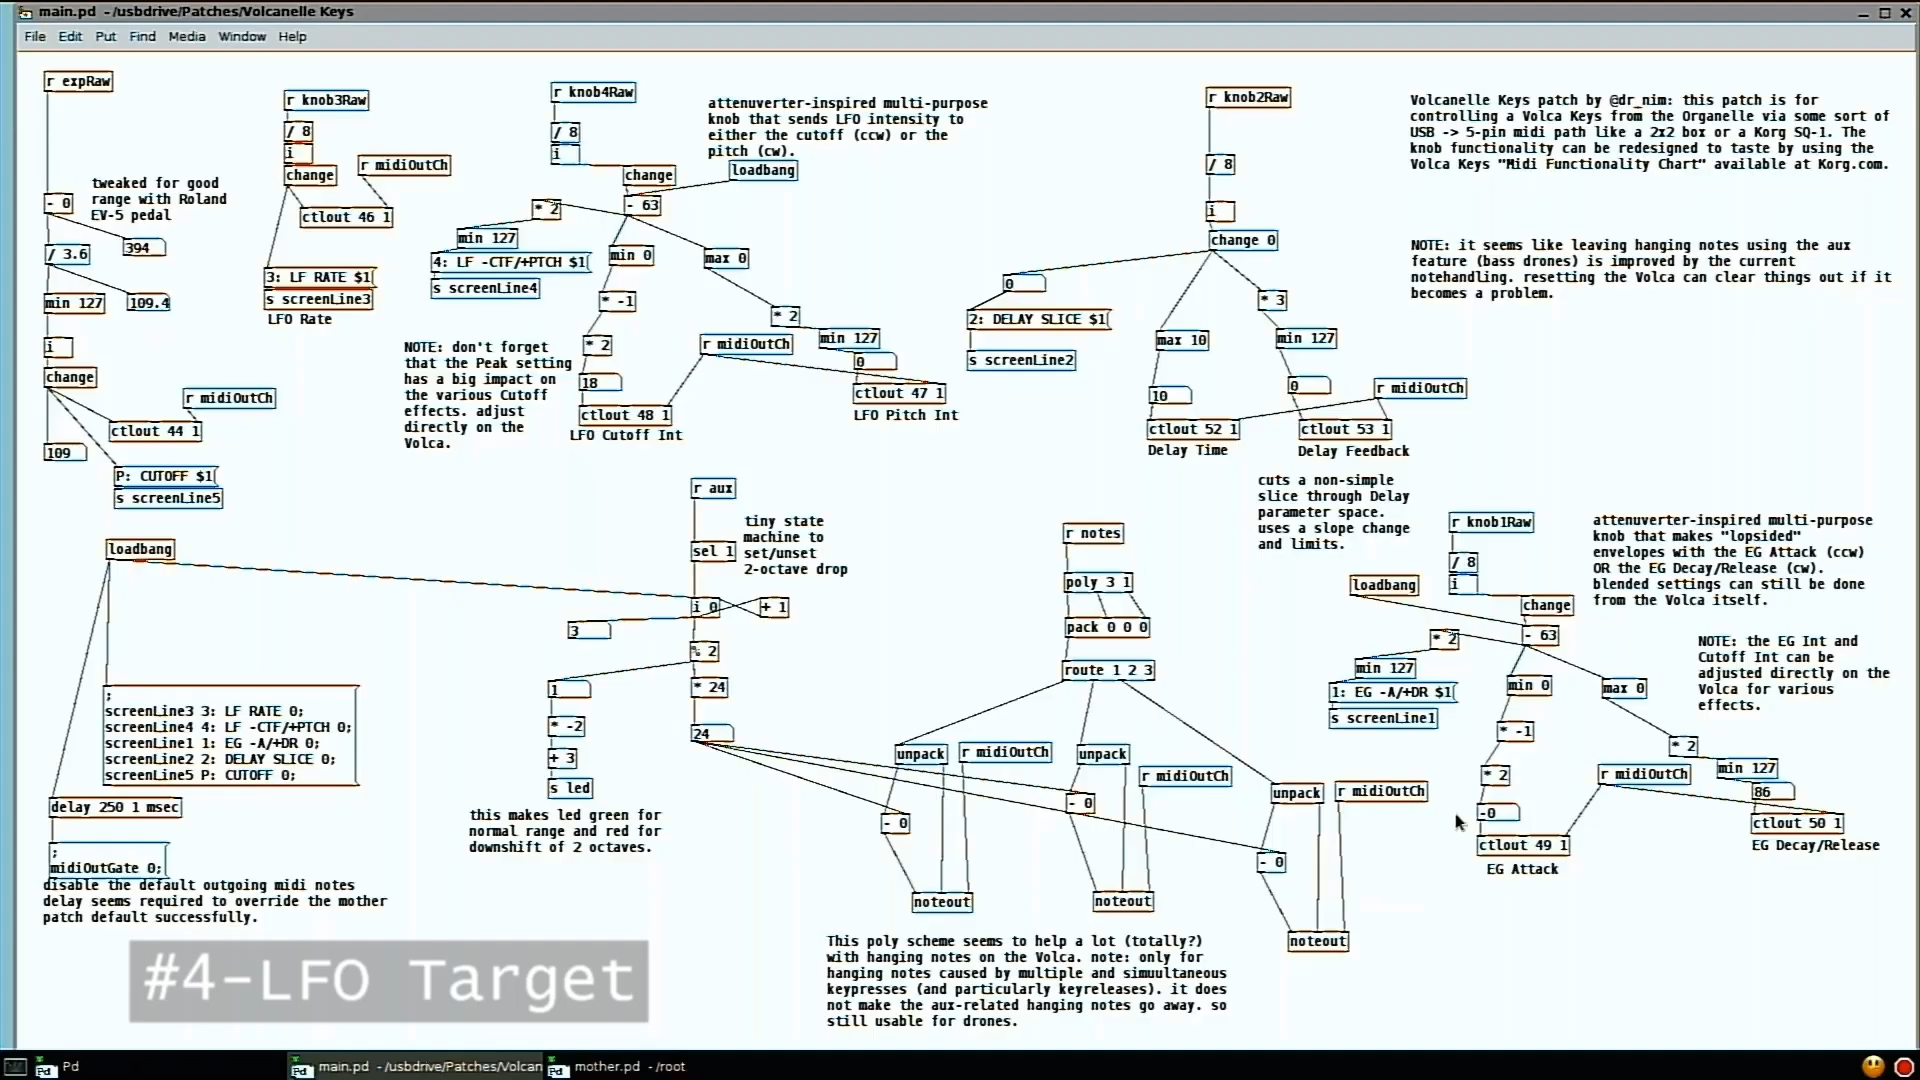 main.pd - /usbdrive/Patches/Volcanelle Keys
File Edit Put Find Media Window Help
r expRaw
- 0
tweaked for good
range with Roland
EV-5 pedal
394
/ 3.6
109.4
min 127
i
change
r midiOutCh
ctlout 44 1
109
P: CUTOFF $1
s screenLine5
r knob3Raw
/ 8
i
change
r midiOutCh
ctlout 46 1
3: LF RATE $1
s screenLine3
LFO Rate
r knob4Raw
/ 8
i
change
loadbang
- 63
* 2
min 127
4: LF -CTF/+PTCH $1
s screenLine4
min 0
max 0
* -1
* 2
18
ctlout 48 1
LFO Cutoff Int
* 2
r midiOutCh
min 127
0
ctlout 47 1
LFO Pitch Int
attenuverter-inspired multi-purpose
knob that sends LFO intensity to
either the cutoff (ccw) or the
pitch (cw).
NOTE: don't forget
that the Peak setting
has a big impact on
the various Cutoff
effects. adjust
directly on the
Volca.
r knob2Raw
/ 8
i
change 0
0
2: DELAY SLICE $1
s screenLine2
* 3
max 10
min 127
10
0
r midiOutCh
ctlout 52 1
ctlout 53 1
Delay Time
Delay Feedback
cuts a non-simple
slice through Delay
parameter space.
uses a slope change
and limits.
Volcanelle Keys patch by @dr_nim: this patch is for
controlling a Volca Keys from the Organelle via some sort of
USB -> 5-pin midi path like a 2x2 box or a Korg SQ-1. The
knob functionality can be redesigned to taste by using the
Volca Keys "Midi Functionality Chart" available at Korg.com.
NOTE: it seems like leaving hanging notes using the aux
feature (bass drones) is improved by the current
notehandling. resetting the Volca can clear things out if it
becomes a problem.
loadbang
;
screenLine3 3: LF RATE 0;
screenLine4 4: LF -CTF/+PTCH 0;
screenLine1 1: EG -A/+DR 0;
screenLine2 2: DELAY SLICE 0;
screenLine5 P: CUTOFF 0;
delay 250 1 msec
;
midiOutGate 0;
disable the default outgoing midi notes
delay seems required to override the mother
patch default successfully.
r aux
tiny state
machine to
set/unset
2-octave drop
sel 1
i 0
+ 1
3
% 2
1
* 24
* -2
24
+ 3
s led
this makes led green for
normal range and red for
downshift of 2 octaves.
r notes
poly 3 1
pack 0 0 0
route 1 2 3
unpack
r midiOutCh
- 0
noteout
unpack
r midiOutCh
- 0
noteout
unpack
r midiOutCh
- 0
noteout
This poly scheme seems to help a lot (totally?)
with hanging notes on the Volca. note: only for
hanging notes caused by multiple and simuultaneous
keypresses (and particularly keyreleases). it does
not make the aux-related hanging notes go away. so
still usable for drones.
r knob1Raw
/ 8
i
loadbang
change
- 63
* 2
min 127
1: EG -A/+DR $1
s screenLine1
min 0
max 0
* -1
* 2
-0
ctlout 49 1
EG Attack
* 2
r midiOutCh
min 127
86
ctlout 50 1
EG Decay/Release
attenuverter-inspired multi-purpose
knob that makes "lopsided"
envelopes with the EG Attack (ccw)
OR the EG Decay/Release (cw).
blended settings can still be done
from the Volca itself.
NOTE: the EG Int and
Cutoff Int can be
adjusted directly on the
Volca for various
effects.
#4-LFO Target
Pd
main.pd - /usbdrive/Patches/Volcan
mother.pd - /root